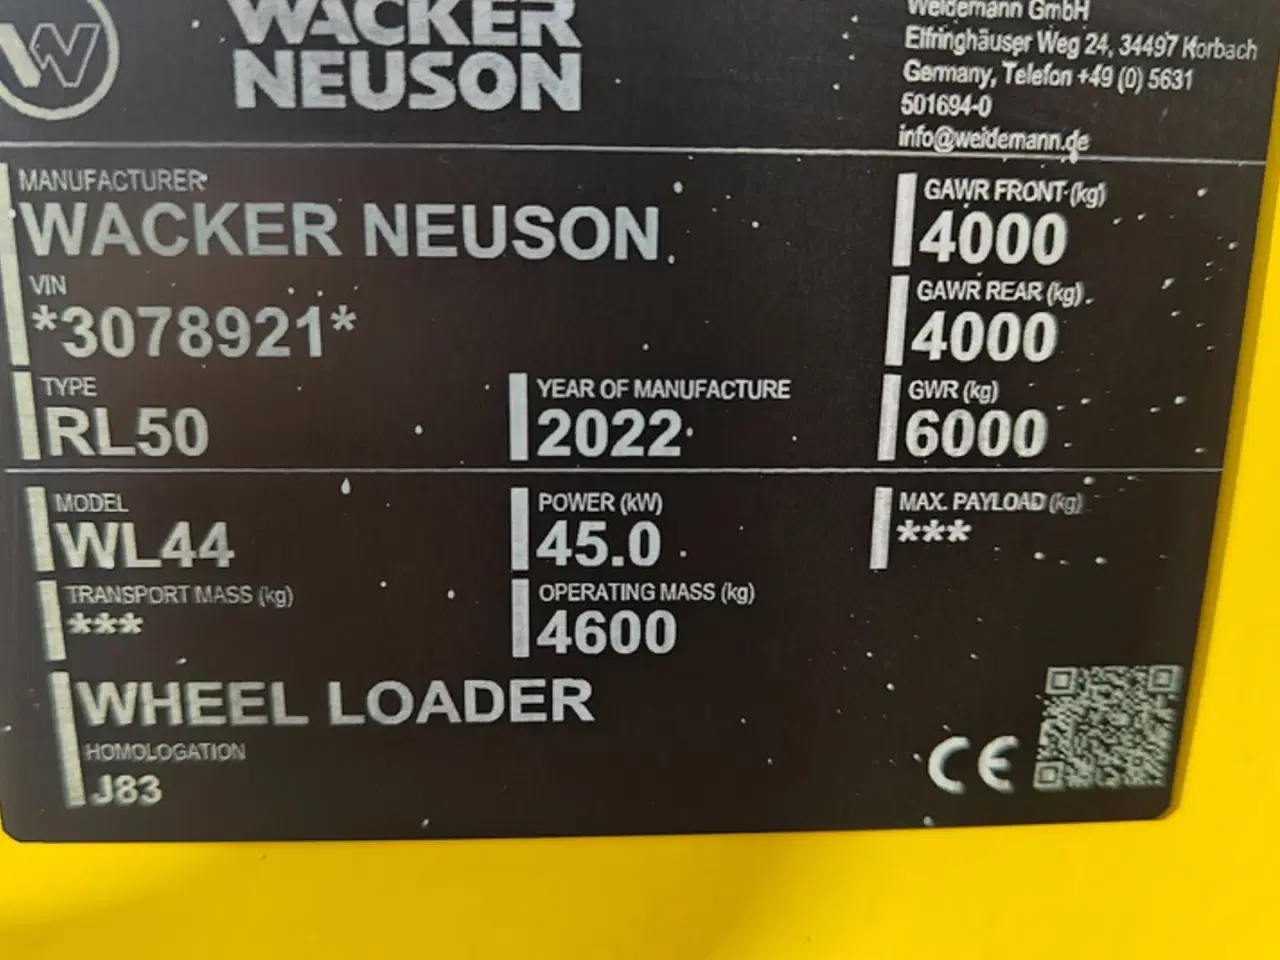 WACKER
NEUSON
Weidemann GmbH
Elfringhäuser Weg 24, 34497 Korbach
Germany, Telefon +49 (0) 5631
501694-0
info@weidemann.de
MANUFACTURER
WACKER NEUSON
GAWR FRONT (kg)
4000
VIN
*3078921*
GAWR REAR (kg)
4000
TYPE
RL50
YEAR OF MANUFACTURE
2022
GWR (kg)
6000
MODEL
WL44
POWER (kW)
45.0
MAX. PAYLOAD (kg)
***
TRANSPORT MASS (kg)
***
OPERATING MASS (kg)
4600
WHEEL LOADER
HOMOLOGATION
J83
CE